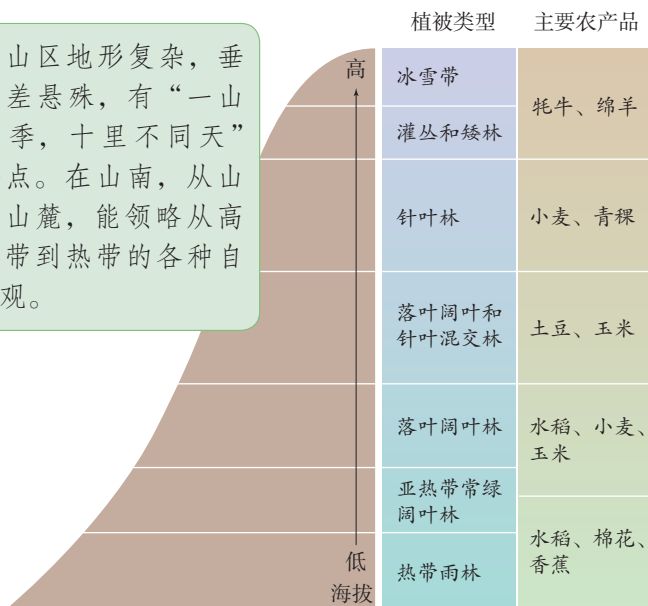 植被类型 主要农产品
山区地形复杂，垂
差悬殊，有“一山
季，十里不同天”
点。在山南，从山
山麓，能领略从高
带到热带的各种自
观。
高
低
海拔
冰雪带
灌丛和矮林
针叶林
落叶阔叶和
针叶混交林
落叶阔叶林
亚热带常绿
阔叶林
热带雨林
牦牛、绵羊
小麦、青稞
土豆、玉米
水稻、小麦、
玉米
水稻、棉花、
香蕉